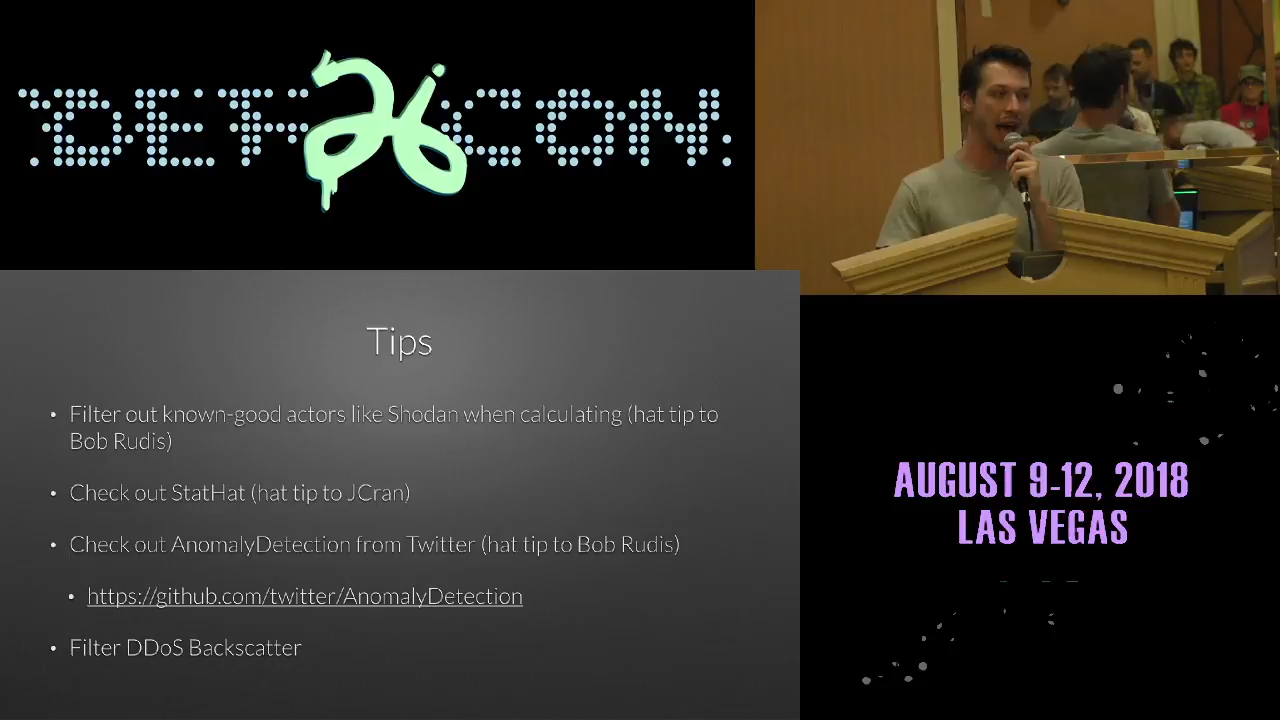 DEF 26 CON
Tips
• Filter out known-good actors like Shodan when calculating (hat tip to
Bob Rudis)
• Check out StatHat (hat tip to JCran)
• Check out AnomalyDetection from Twitter (hat tip to Bob Rudis)
• https://github.com/twitter/AnomalyDetection
• Filter DDoS Backscatter
AUGUST 9-12, 2018
LAS VEGAS